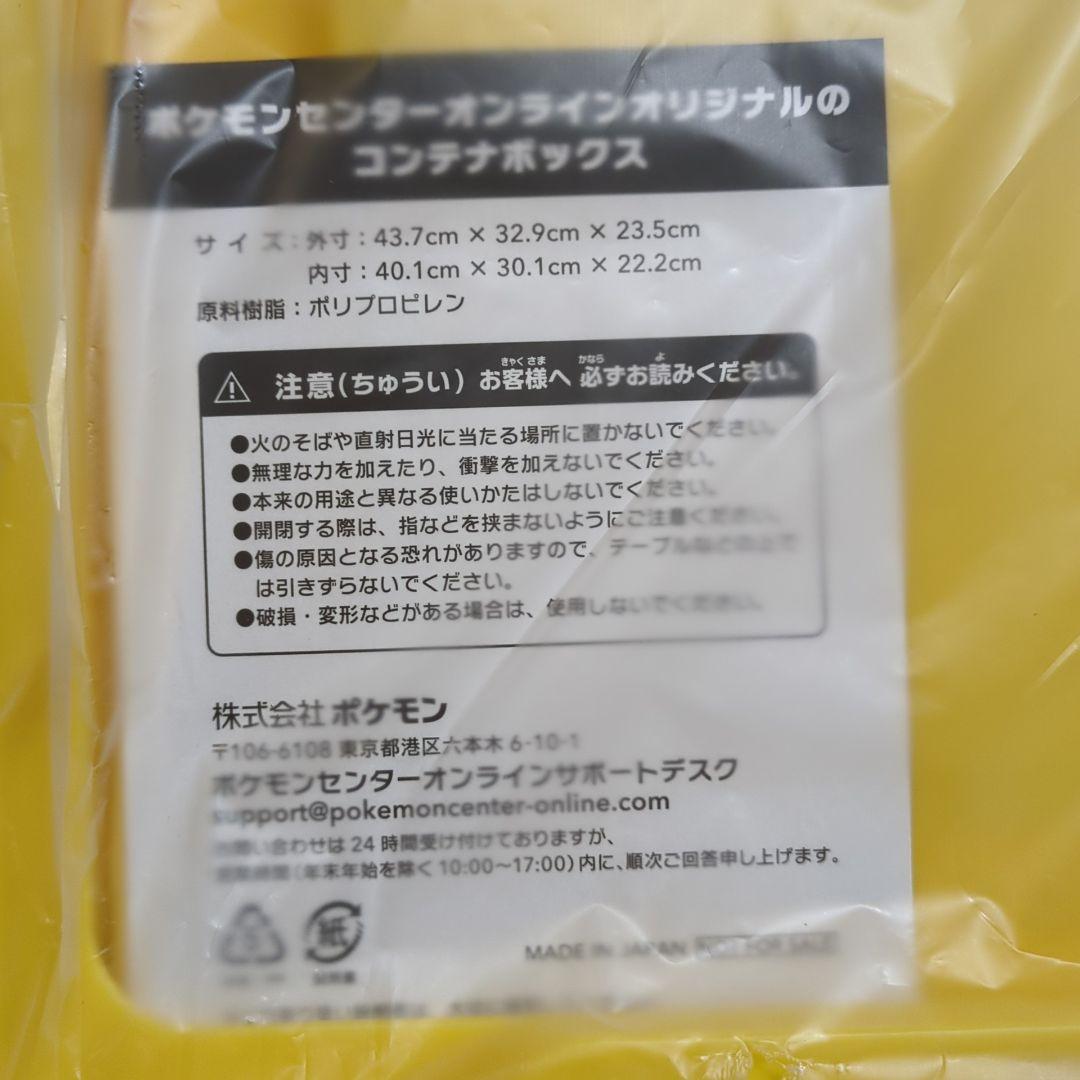 ポケモンセンターオンラインオリジナルの
コンテナボックス
サイズ：外寸：43.7cm × 32.9cm × 23.5cm
内寸：40.1cm × 30.1cm × 22.2cm
原料樹脂：ポリプロピレン
注意(ちゅうい) お客様へ 必ずお読みください。
きゃく さま かなら よ
●火のそばや直射日光に当たる場所に置かないでください。
●無理な力を加えたり、衝撃を加えないでください。
●本来の用途と異なる使いかたはしないでください。
●開閉する際は、指などを挟まないようにご注意ください。
●傷の原因となる恐れがありますので、テーブルなどの上で
は引きずらないでください。
●破損・変形などがある場合は、使用しないでください。
株式会社 ポケモン
〒106-6108 東京都港区六本木 6-10-1
ポケモンセンターオンラインサポートデスク
support@pokemoncenter-online.com
お問い合わせは 24 時間受け付けておりますが、
営業時間（年末年始を除く 10:00〜17:00）内に、順次ご回答申し上げます。
紙
MADE IN JAPAN NOT FOR SALE